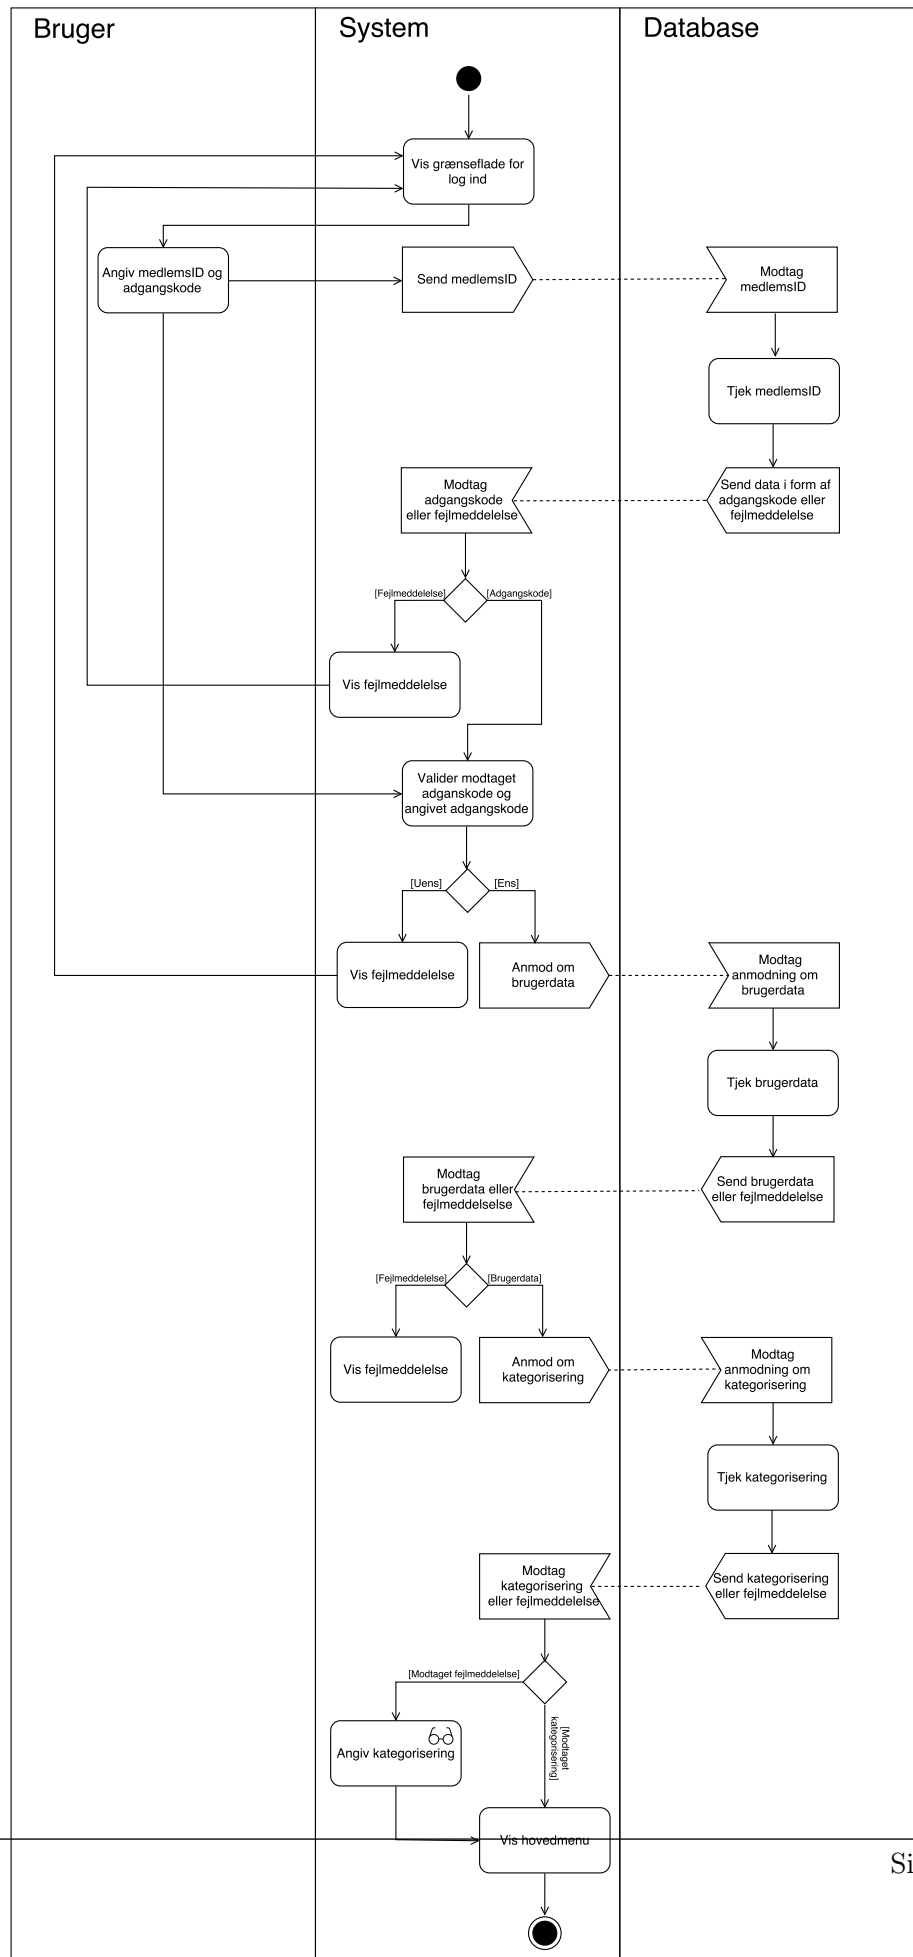 Bruger
System
Database
Vis grænseflade for
log ind
Angiv medlemsID og
adgangskode
Send medlemsID
Modtag
medlemsID
Tjek medlemsID
Modtag
adgangskode
eller fejlmeddelelse
Send data i form af
adgangskode eller
fejlmeddelelse
[Fejlmeddelelse]
[Adgangskode]
Vis fejlmeddelelse
Valider modtaget
adganskode og
angivet adgangskode
[Uens]
[Ens]
Vis fejlmeddelelse
Anmod om
brugerdata
Modtag
anmodning om
brugerdata
Tjek brugerdata
Modtag
brugerdata eller
fejlmeddelselse
Send brugerdata
eller fejlmeddelelse
[Fejlmeddelelse]
[Brugerdata]
Vis fejlmeddelelse
Anmod om
kategorisering
Modtag
anmodning om
kategorisering
Tjek kategorisering
Modtag
kategorisering
eller fejlmeddelelse
Send kategorisering
eller fejlmeddelelse
[Modtaget fejlmeddelelse]
[Modtaget
kategorisering]
Angiv kategorisering
Vis hovedmenu
Si